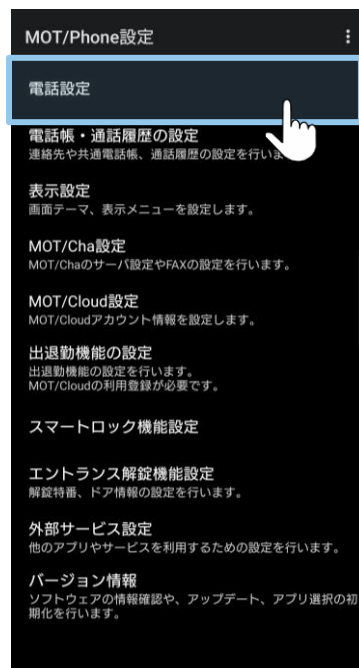 MOT/Phone設定
電話設定
電話帳・通話履歴の設定
連絡先や共通電話帳、通話履歴の設定を行いま
表示設定
画面テーマ、表示メニューを設定します。
MOT/Cha設定
MOT/Chaのサーバ設定やFAXの設定を行います。
MOT/Cloud設定
MOT/Cloudアカウント情報を設定します。
出退勤機能の設定
出退勤機能の設定を行います。
MOT/Cloudの利用登録が必要です。
スマートロック機能設定
エントランス解錠機能設定
解錠特番、ドア情報の設定を行います。
外部サービス設定
他のアプリやサービスを利用するための設定を行います。
バージョン情報
ソフトウェアの情報確認や、アップデート、アプリ選択の初
期化を行います。